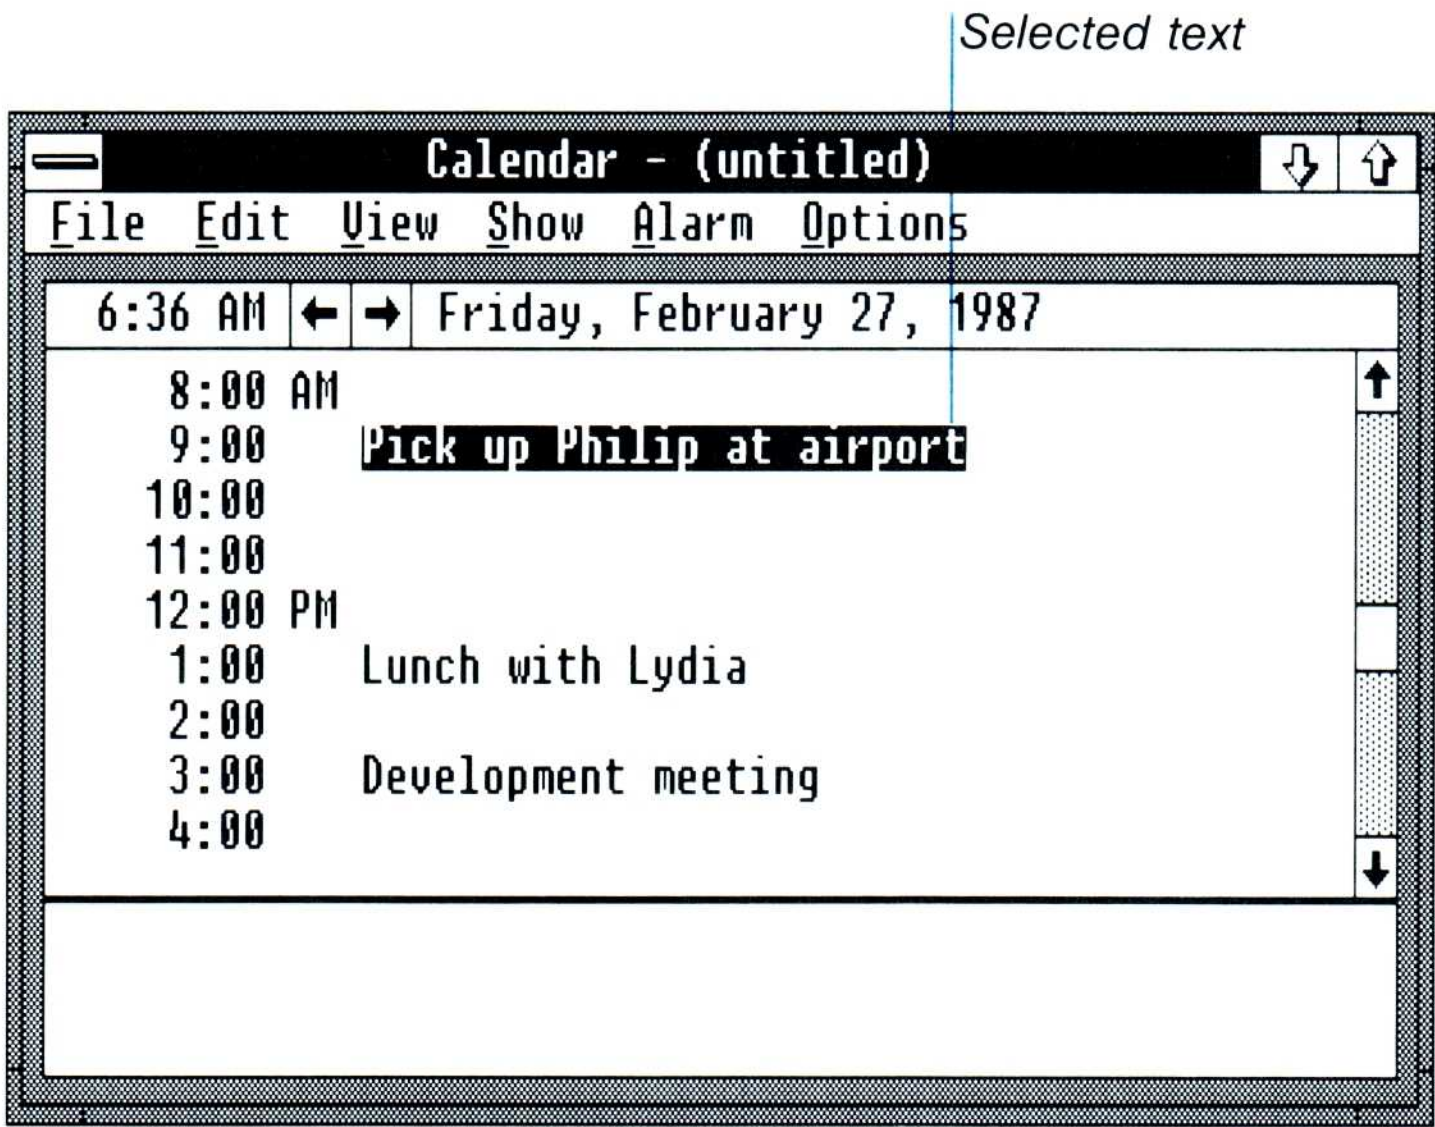 Selected text
Calendar - (untitled)
File Edit View Show Alarm Options
6:36 AM Friday, February 27, 1987
8:00 AM
9:00 Pick up Philip at airport
10:00
11:00
12:00 PM
1:00 Lunch with Lydia
2:00
3:00 Development meeting
4:00